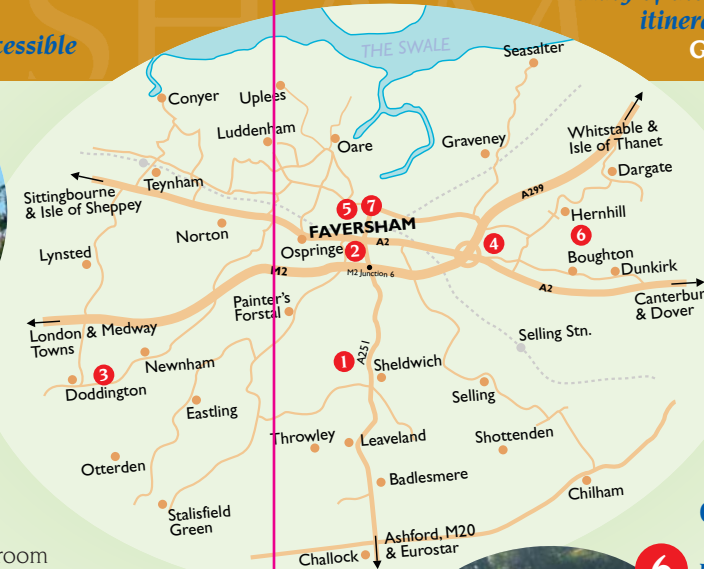 cessible
itiner
G
THE SWALE
Seasalter
Conyer
Uplees
Luddenham
Oare
Graveney
Whitstable &
Isle of Thanet
Dargate
Teynham
Sittingbourne
& Isle of Sheppey
A299
5
7
FAVERSHAM
Hernhill
Norton
Ospringe
2
A2
4
6
Lynsted
M2
M2 Junction 6
Boughton
Dunkirk
A2
Canterbur
& Dover
Painter's
Forstal
London & Medway
Towns
Selling Stn.
1
A251
Sheldwich
Newnham
3
Doddington
Selling
Eastling
Throwley
Leaveland
Shottenden
Otterden
Badlesmere
Chilham
Stalisfield
Green
Ashford, M20
& Eurostar
Challock
room
6